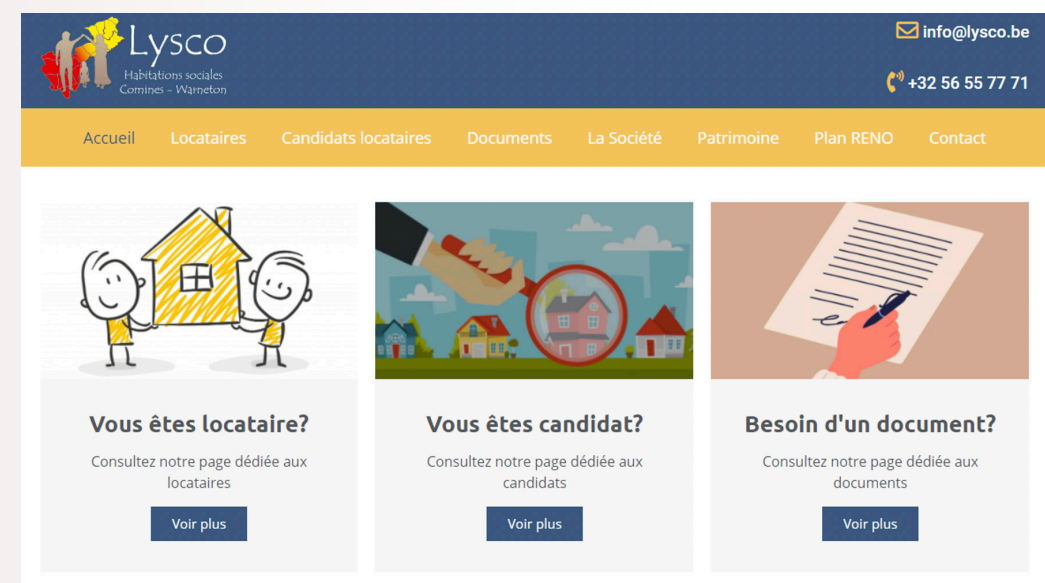 Lysco
Habitations sociales
Comines - Warneton
info@lysco.be
+32 56 55 77 71
Accueil Locataires Candidats locataires Documents La Société Patrimoine Plan RENO Contact
Vous êtes locataire?
Consultez notre page dédiée aux
locataires
Voir plus
Vous êtes candidat?
Consultez notre page dédiée aux
candidats
Voir plus
Besoin d'un document?
Consultez notre page dédiée aux
documents
Voir plus